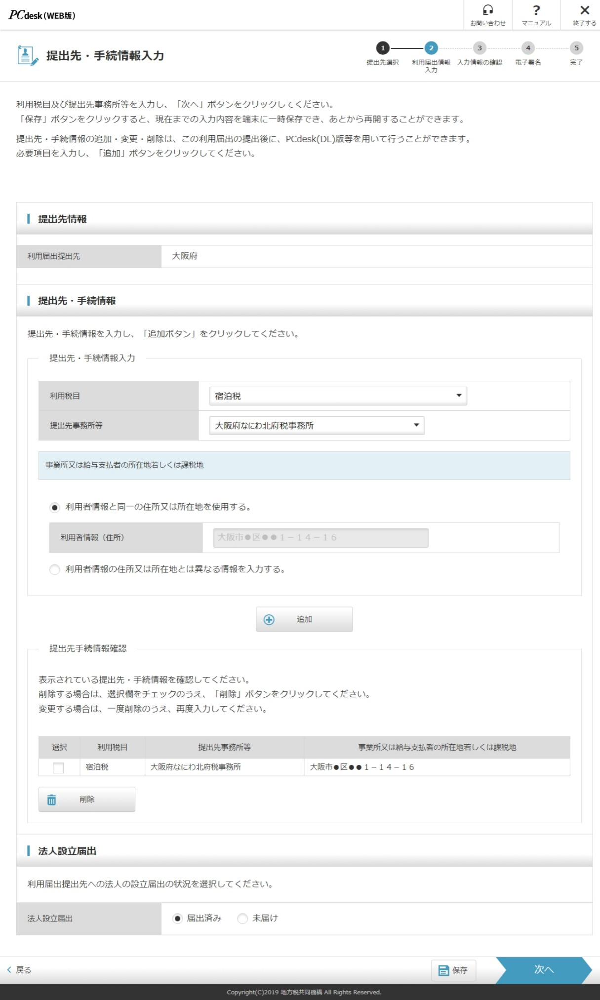 PCdesk(WEB版)
お問い合わせ
?
マニュアル
終了する
提出先・手続情報入力
1
2
3
4
5
提出先選択
利用届出情報
入力
入力情報の確認
電子署名
完了
利用税目及び提出先事務所等を入力し、「次へ」ボタンをクリックしてください。
「保存」ボタンをクリックすると、現在までの入力内容を端末に一時保存でき、あとから再開することができます。
提出先・手続情報の追加・変更・削除は、この利用届出の提出後に、PCdesk(DL)版等を用いて行うことができます。
必要項目を入力し、「追加」ボタンをクリックしてください。
提出先情報
利用届出提出先
大阪府
提出先・手続情報
提出先・手続情報を入力し、「追加ボタン」をクリックしてください。
提出先・手続情報入力
利用税目
宿泊税
提出先事務所等
大阪府なにわ北府税事務所
事業所又は給与支払者の所在地若しくは課税地
利用者情報と同一の住所又は所在地を使用する。
利用者情報（住所）
大阪市●区●●１－１４－１６
利用者情報の住所又は所在地とは異なる情報を入力する。
追加
提出先手続情報確認
表示されている提出先・手続情報を確認してください。
削除する場合は、選択欄をチェックのうえ、「削除」ボタンをクリックしてください。
変更する場合は、一度削除のうえ、再度入力してください。
選択 利用税目 提出先事務所等 事業所又は給与支払者の所在地若しくは課税地
宿泊税 大阪府なにわ北府税事務所 大阪市●区●●１－１４－１６
削除
法人設立届出
利用届出提出先への法人の設立届出の状況を選択してください。
法人設立届出
届出済み
未届け
戻る
保存
次へ
Copyright(C)2019 地方税共同機構 All Rights Reserved.